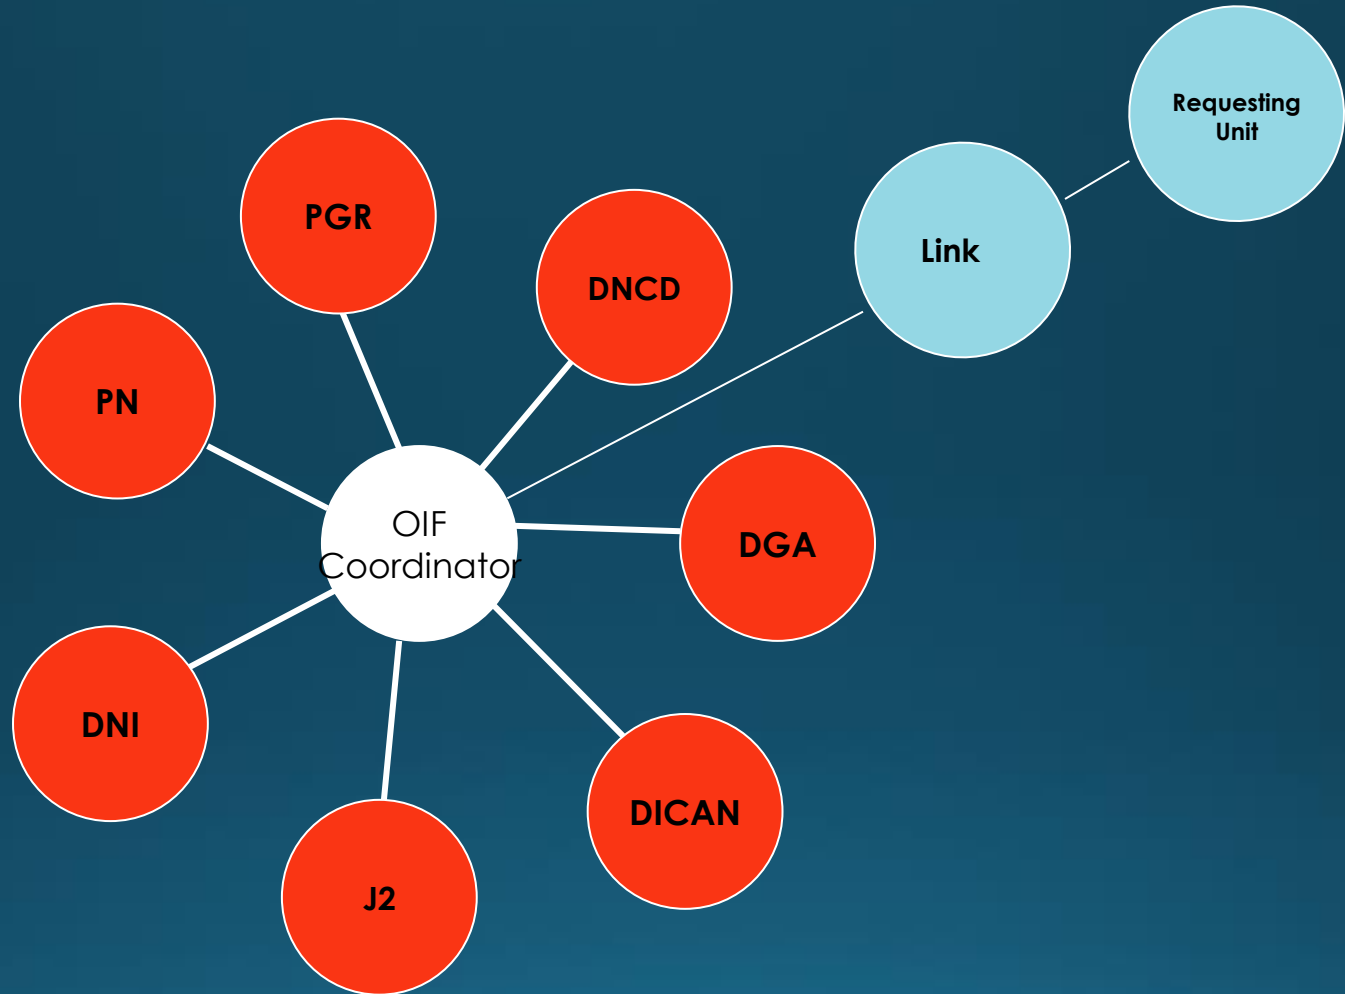 Requesting
Unit
PGR
Link
DNCD
PN
OIF
Coordinator
DGA
DNI
DICAN
J2